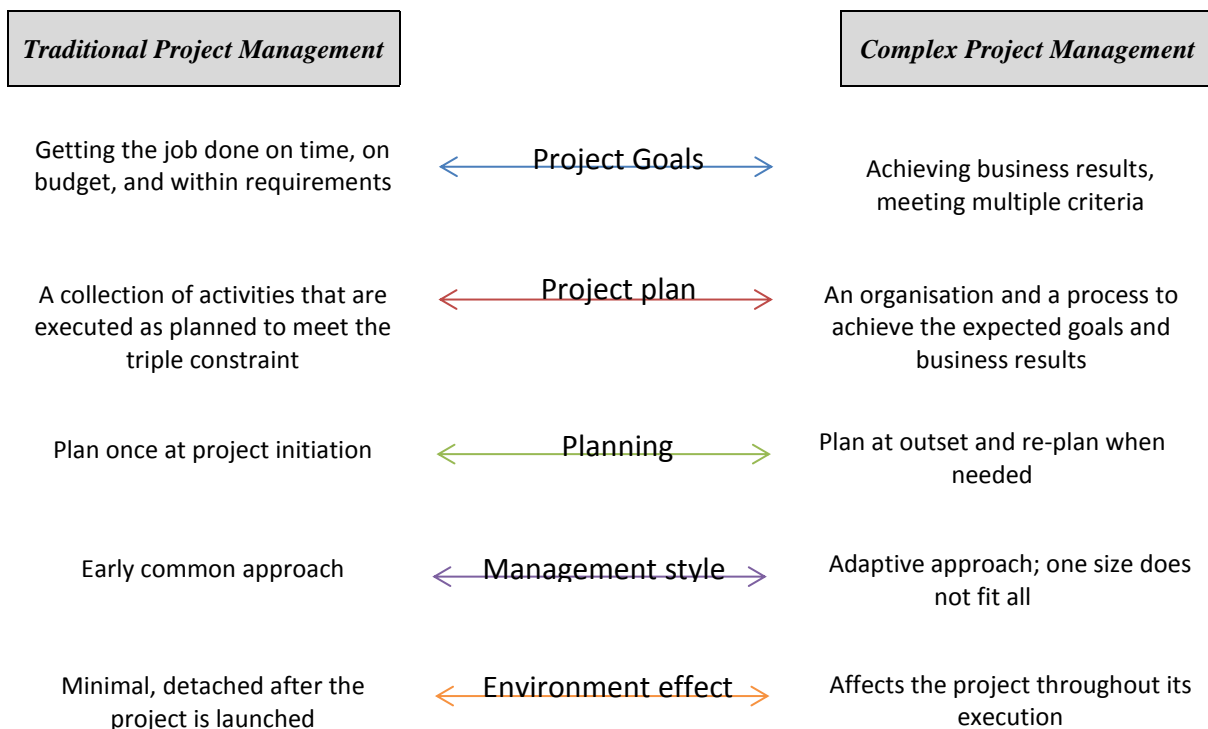 Traditional Project Management
Complex Project Management
Getting the job done on time, on
budget, and within requirements
Project Goals
Achieving business results,
meeting multiple criteria
A collection of activities that are
executed as planned to meet the
triple constraint
Project plan
An organisation and a process to
achieve the expected goals and
business results
Plan once at project initiation
Planning
Plan at outset and re-plan when
needed
Early common approach
Management style
Adaptive approach; one size does
not fit all
Minimal, detached after the
project is launched
Environment effect
Affects the project throughout its
execution